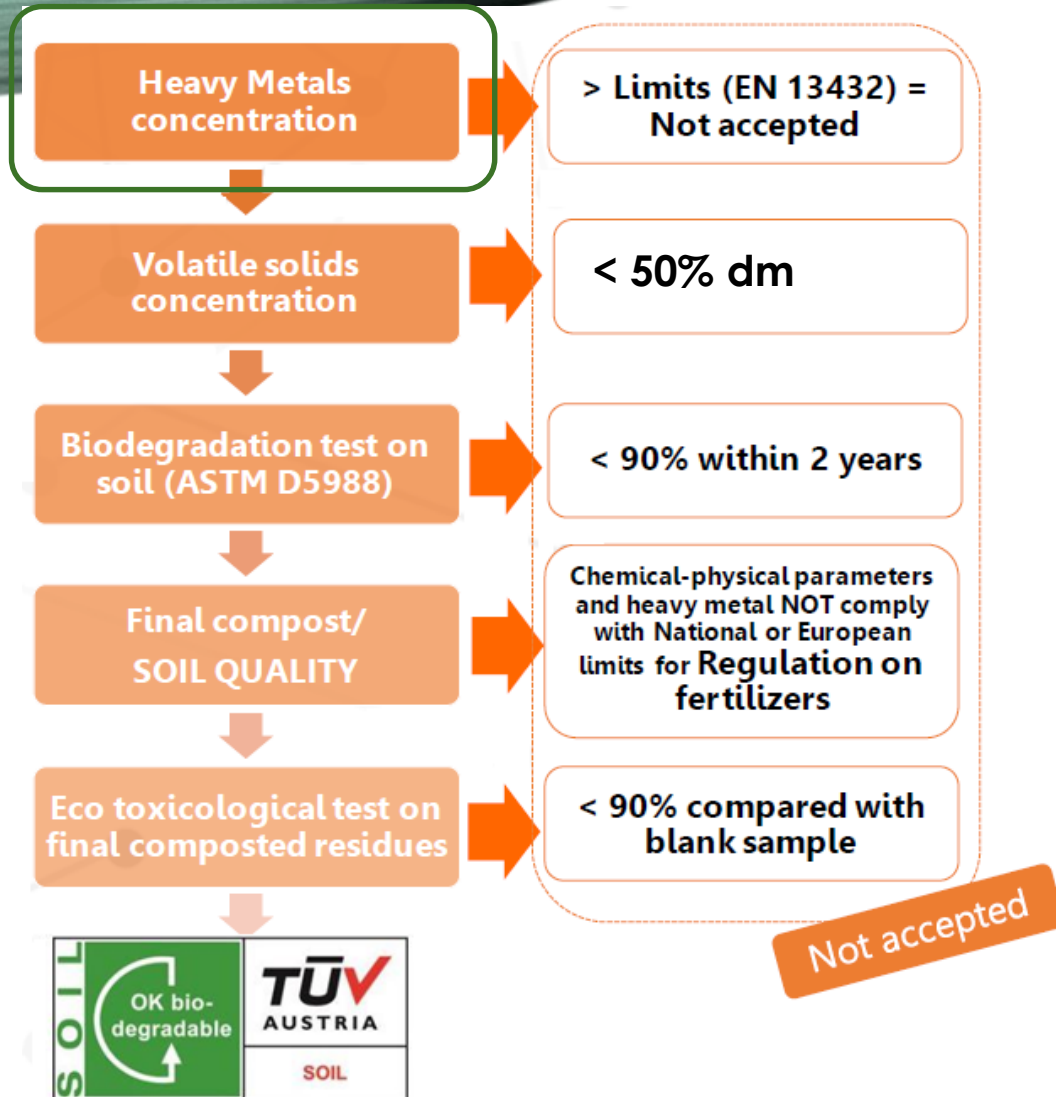 Heavy Metals
concentration
> Limits (EN 13432) =
Not accepted
Volatile solids
concentration
< 50% dm
Biodegradation test on
soil (ASTM D5988)
< 90% within 2 years
Final compost/
SOIL QUALITY
Chemical-physical parameters
and heavy metal NOT comply
with National or European
limits for Regulation on
fertilizers
Eco toxicological test on
final composted residues
< 90% compared with
blank sample
Not accepted
SOIL
OK bio-
degradable
TÜV
AUSTRIA
SOIL